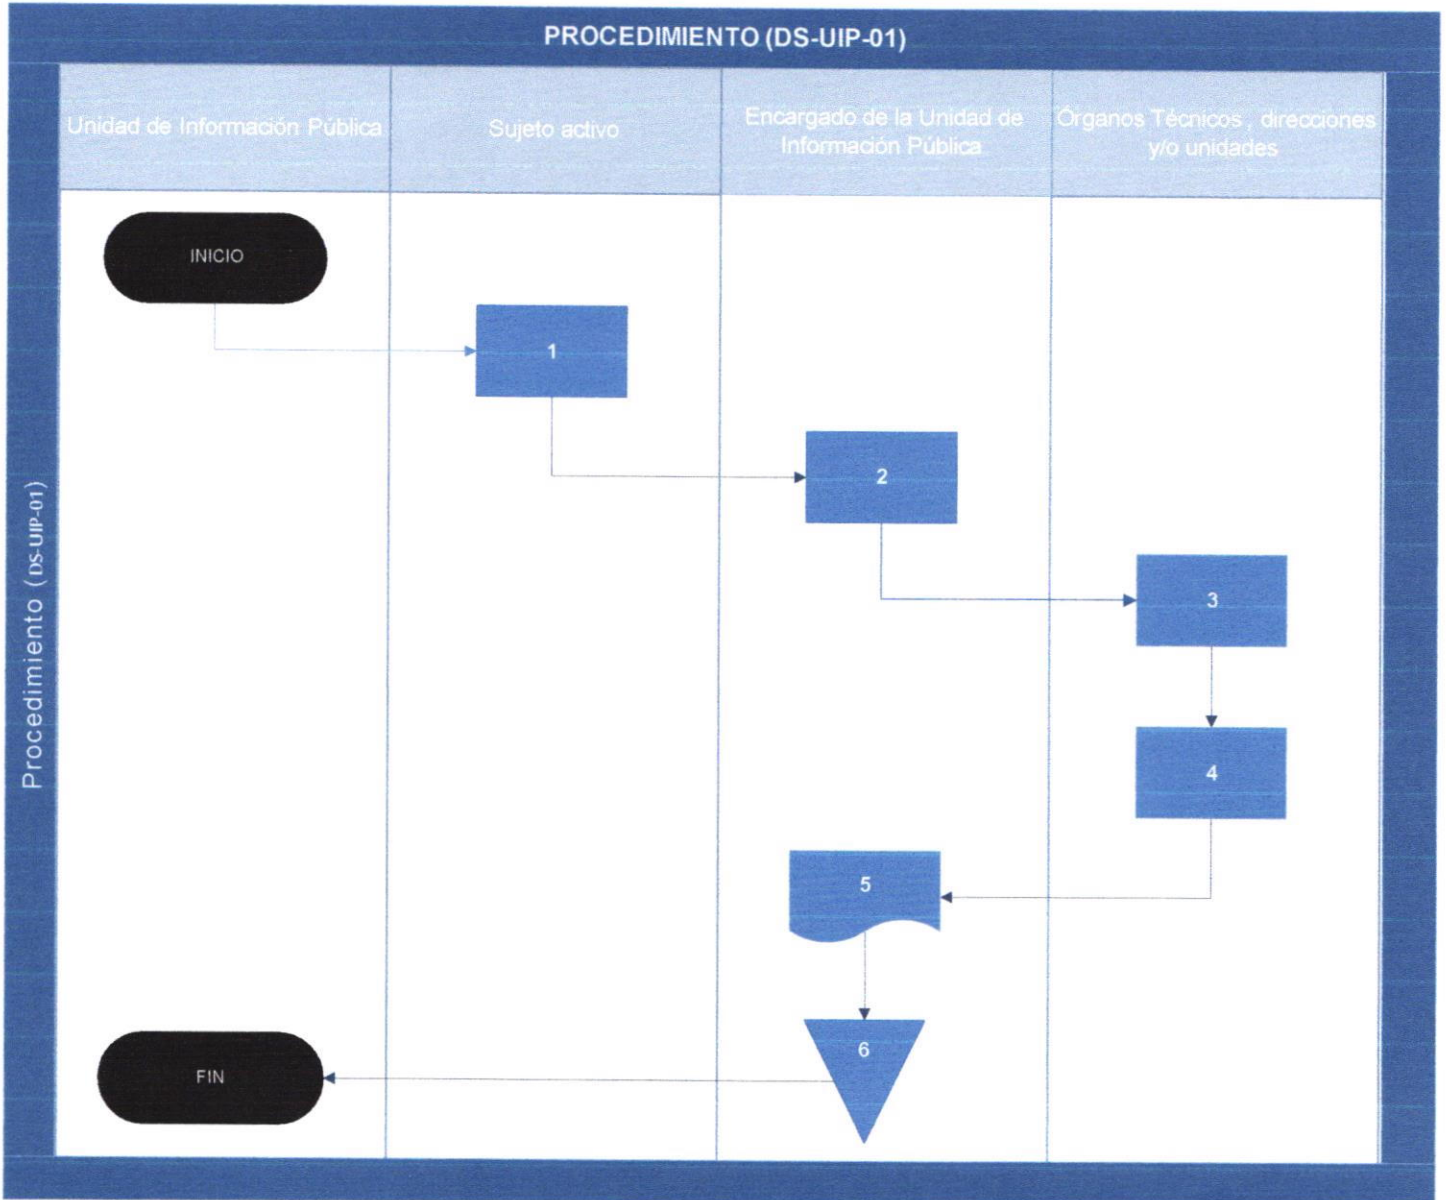 PROCEDIMIENTO (DS-UIP-01)
Unidad de Información Pública
Sujeto activo
Encargado de la Unidad de
Información Pública
Órganos Técnicos , direcciones
y/o unidades
Procedimiento (DS-UIP-01)
INICIO
1
2
3
4
5
6
FIN